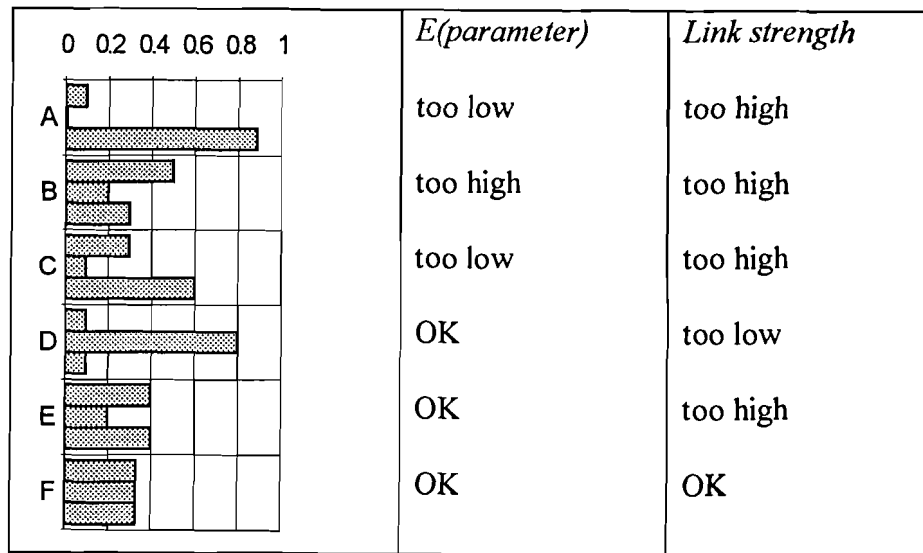 0 0.2 0.4 0.6 0.8 1 E(parameter) Link strength
A too low too high
B too high too high
C too low too high
D OK too low
E OK too high
F OK OK